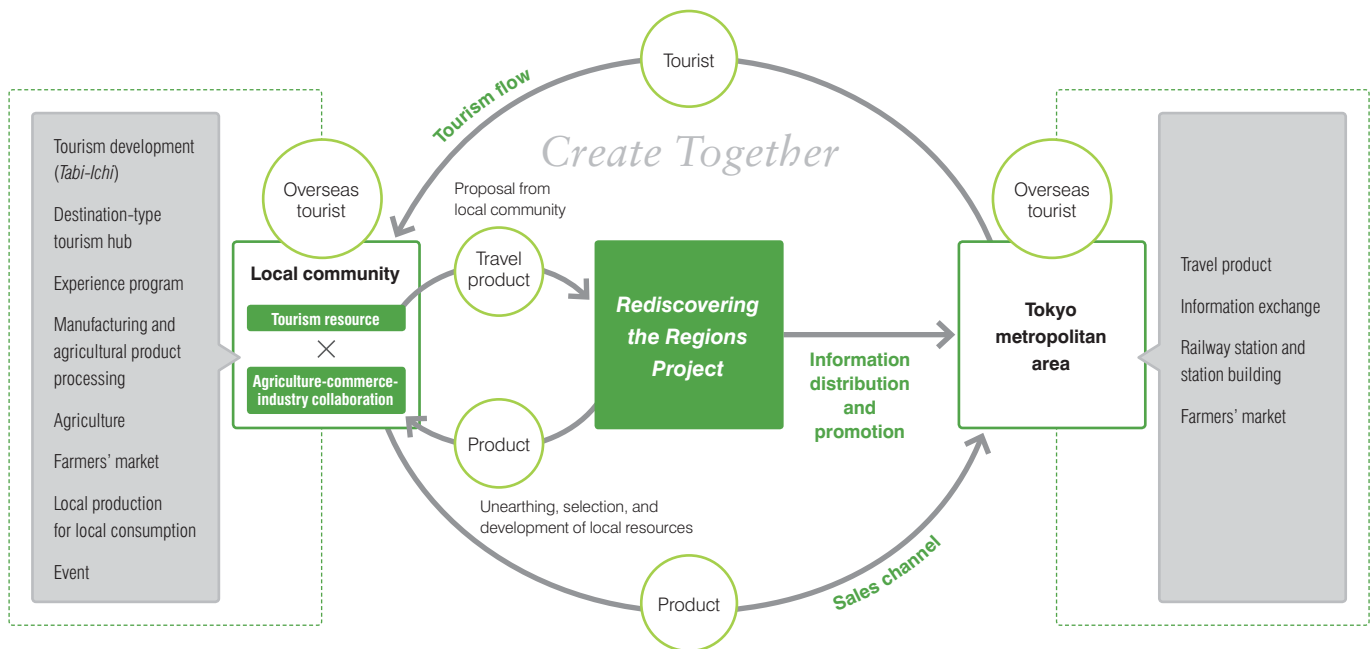 Tourist
Tourism flow
Create Together
Tourism development
(Tabi-Ichi)
Destination-type
tourism hub
Experience program
Manufacturing and
agricultural product
processing
Agriculture
Farmers’ market
Local production
for local consumption
Event
Overseas
tourist
Local community
Tourism resource
×
Agriculture-commerce-
industry collaboration
Proposal from
local community
Travel
product
Product
Unearthing, selection, and
development of local resources
Rediscovering
the Regions
Project
Information
distribution
and
promotion
Overseas
tourist
Tokyo
metropolitan
area
Travel product
Information exchange
Railway station and
station building
Farmers’ market
Sales channel
Product